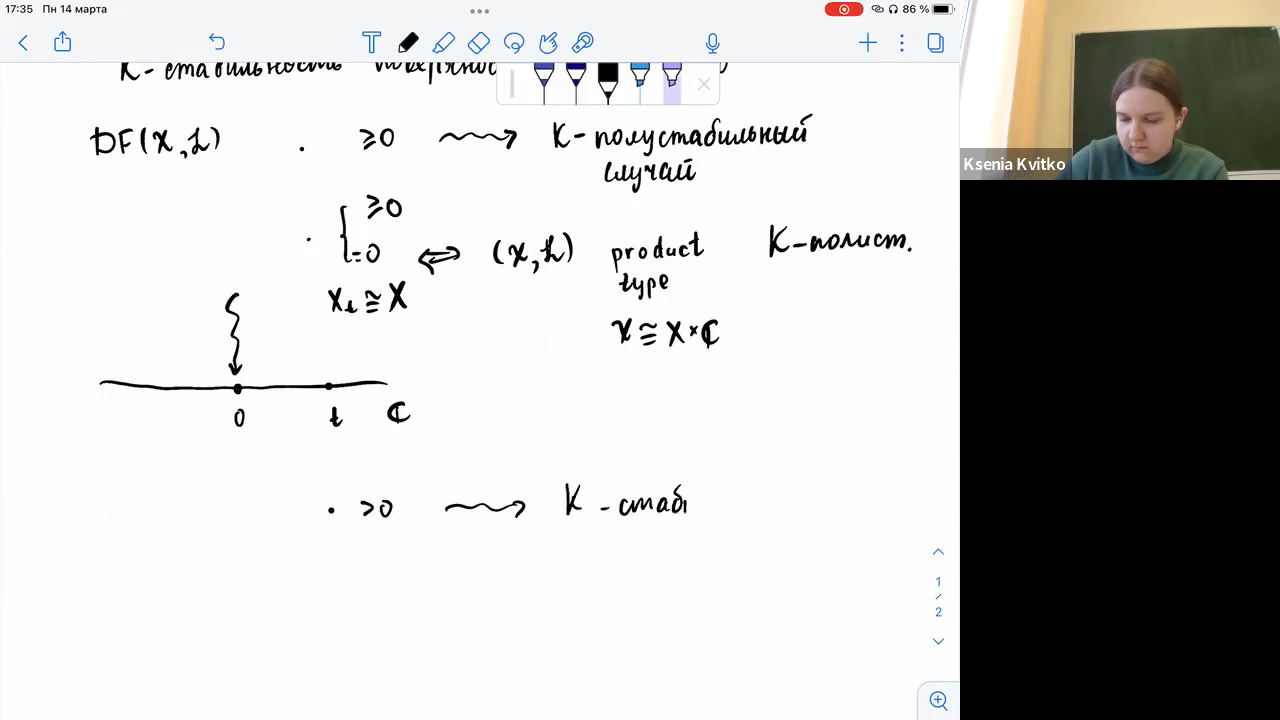 17:35 Пн 14 марта
86 %
К - стабильность
DF(X, L) · ≥0 ⟿ К - полустабильный
случай
· { ≥0
=0 ⟺ (X, L) product type К-полист.
X_t ≅ X
X ≅ X × ℂ
0 t ℂ
· >0 ⟿ К - стаб
1
/
2
Ksenia Kvitko